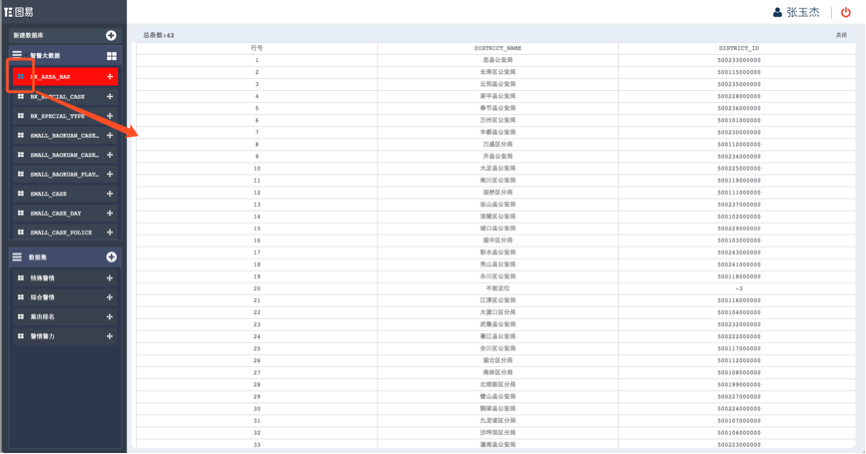 图易
张玉杰
新建数据库
智警大数据
BK_AREA_BAK
BK_SPECIAL_CASE
BK_SPECIAL_TYPE
SMALL_BAOKUAN_CASE…
SMALL_BAOKUAN_CASE…
SMALL_BAOKUAN_PLAT…
SMALL_CASE
SMALL_CASE_DAY
SMALL_CASE_POLICE
数据集
特殊警情
综合警情
案由排名
警情警力
总条数:42
关闭
行号 DISTRICT_NAME DISTRICT_ID
1 忠县公安局 500233000000
2 长寿区公安局 500115000000
3 云阳县公安局 500235000000
4 梁平县公安局 500228000000
5 奉节县公安局 500236000000
6 万州区公安局 500101000000
7 丰都县公安局 500230000000
8 万盛区分局 500110000000
9 开县公安局 500234000000
10 大足县公安局 500225000000
11 南川区公安局 500119000000
12 双桥区分局 500111000000
13 巫山县公安局 500237000000
14 涪陵区公安局 500102000000
15 城口县公安局 500229000000
16 渝中区分局 500103000000
17 彭水县公安局 500243000000
18 秀山县公安局 500241000000
19 永川区公安局 500118000000
20 不能定位 -3
21 江津区公安局 500116000000
22 大渡口区分局 500104000000
23 武隆县公安局 500232000000
24 綦江县公安局 500222000000
25 合川区公安局 500117000000
26 渝北区分局 500112000000
27 南岸区分局 500108000000
28 北部新区分局 500199000000
29 璧山县公安局 500227000000
30 铜梁县公安局 500224000000
31 九龙坡区分局 500107000000
32 沙坪坝区分局 500106000000
33 潼南县公安局 500223000000